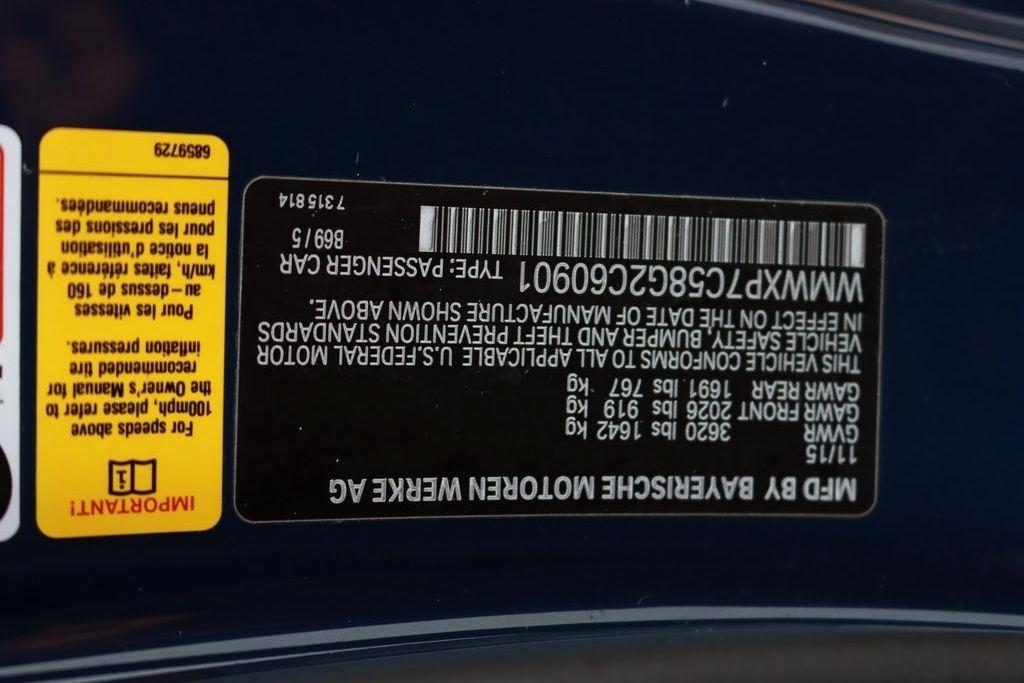 MFD BY BAYERISCHE MOTOREN WERKE AG
11/15
GVWR 3620 lbs 1642 kg
GAWR FRONT 2026 lbs 919 kg
GAWR REAR 1691 lbs 767 kg
THIS VEHICLE CONFORMS TO ALL APPLICABLE U.S.FEDERAL MOTOR
VEHICLE SAFETY, BUMPER AND THEFT PREVENTION STANDARDS
IN EFFECT ON THE DATE OF MANUFACTURE SHOWN ABOVE.
WMWXP7C58G2C60901 TYPE: PASSENGER CAR
B69/5
7 315 814
IMPORTANT!
For speeds above
100mph, please, refer to
the Owner's Manual for
recommended tire
inflation pressures.
Pour les vitesses
au-dessus de 160
km/h, faites référence à
la notice d'utilisation
pour les pressions des
pneus recommandées.
6859729